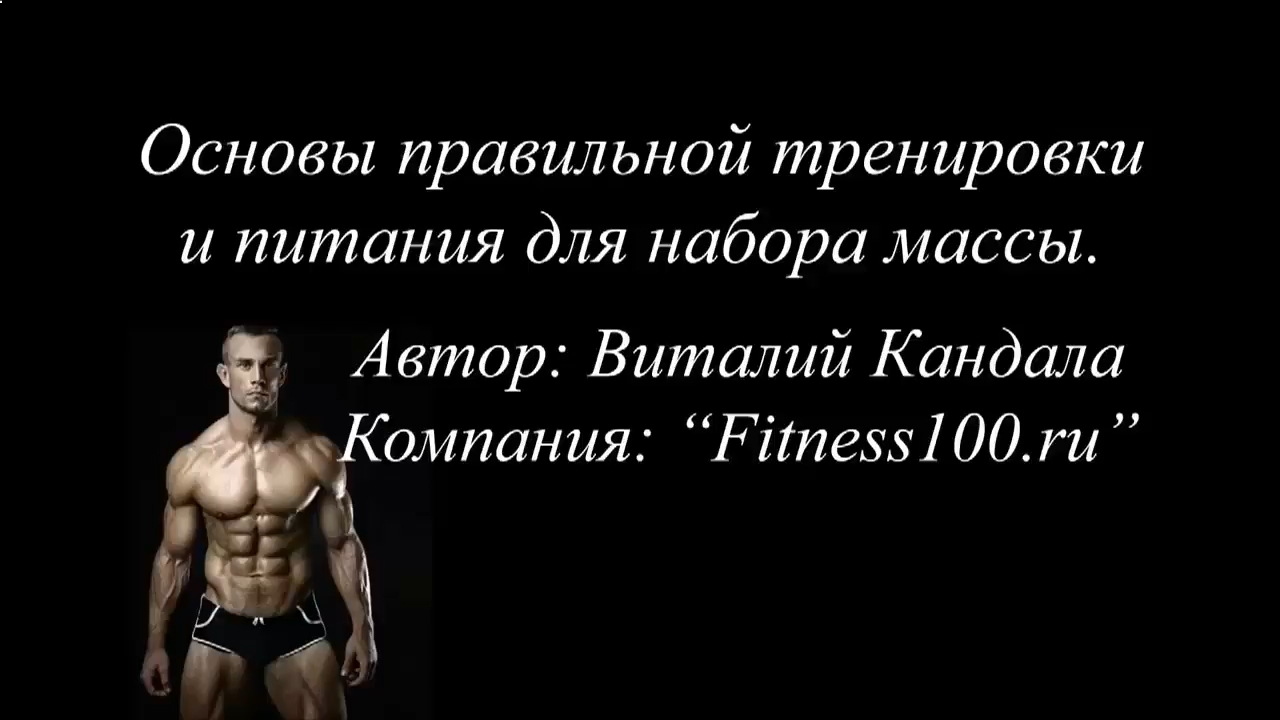 Основы правильной тренировки
и питания для набора массы.
Автор: Виталий Кандала
Компания: “Fitness100.ru”